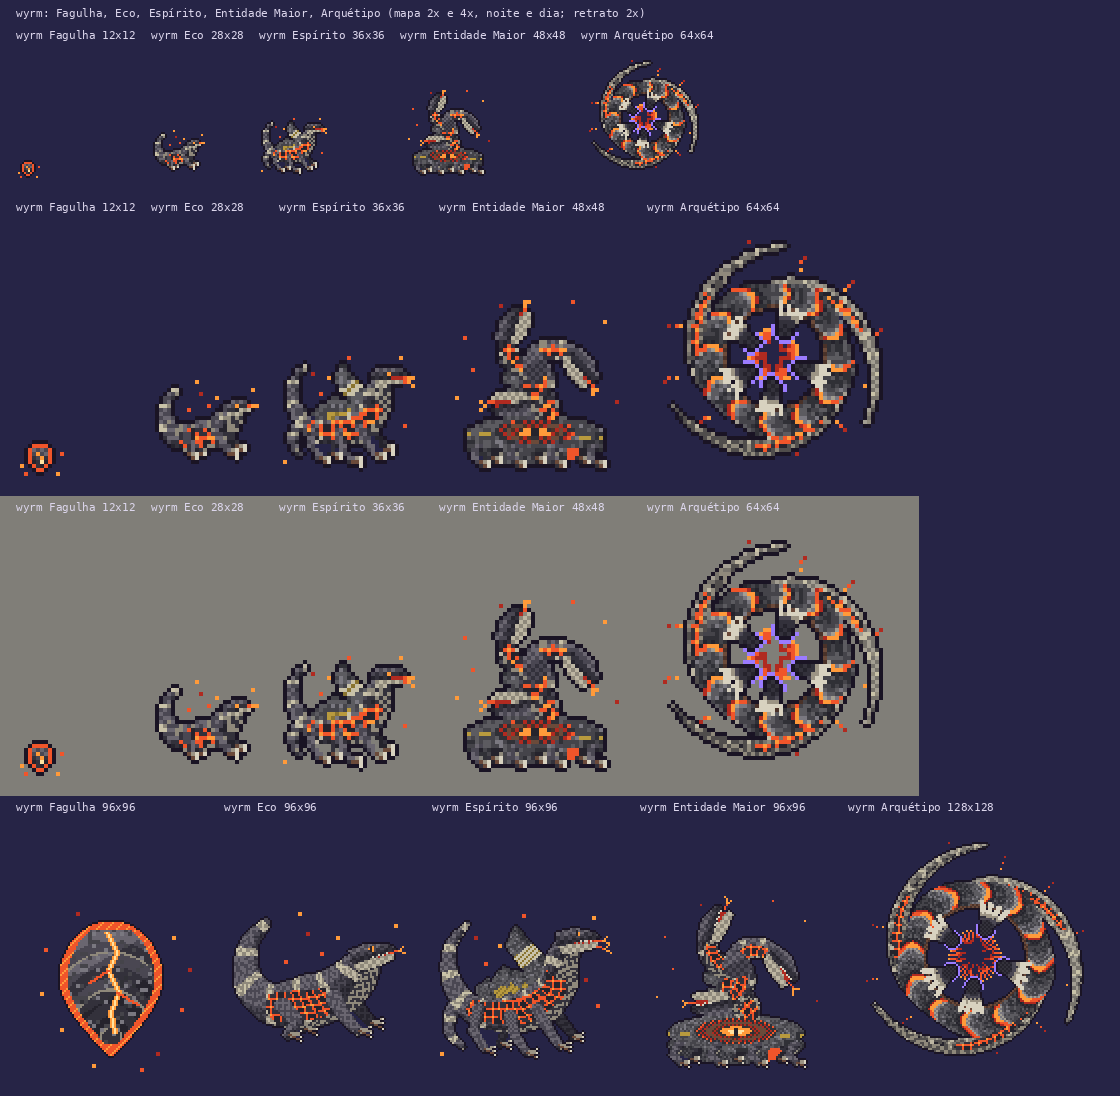 wyrm: Fagulha, Eco, Espírito, Entidade Maior, Arquétipo (mapa 2x e 4x, noite e dia; retrato 2x)
wyrm Fagulha 12x12 wyrm Eco 28x28 wyrm Espírito 36x36 wyrm Entidade Maior 48x48 wyrm Arquétipo 64x64
wyrm Fagulha 12x12 wyrm Eco 28x28 wyrm Espírito 36x36 wyrm Entidade Maior 48x48 wyrm Arquétipo 64x64
wyrm Fagulha 12x12 wyrm Eco 28x28 wyrm Espírito 36x36 wyrm Entidade Maior 48x48 wyrm Arquétipo 64x64
wyrm Fagulha 96x96 wyrm Eco 96x96 wyrm Espírito 96x96 wyrm Entidade Maior 96x96 wyrm Arquétipo 128x128